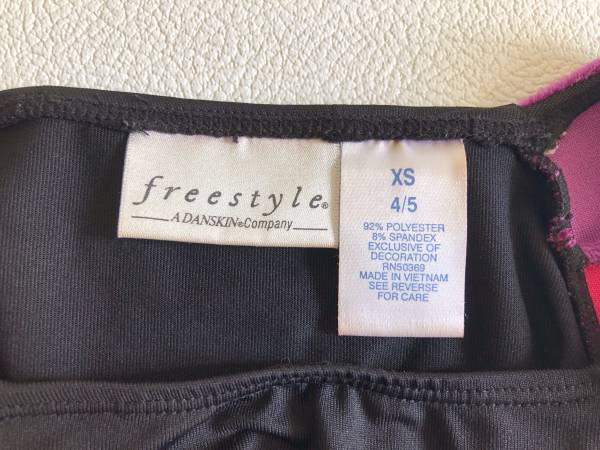 freestyle®
A DANSKIN® Company
XS
4/5
92% POLYESTER
8% SPANDEX
EXCLUSIVE OF
DECORATION
RN50369
MADE IN VIETNAM
SEE REVERSE
FOR CARE